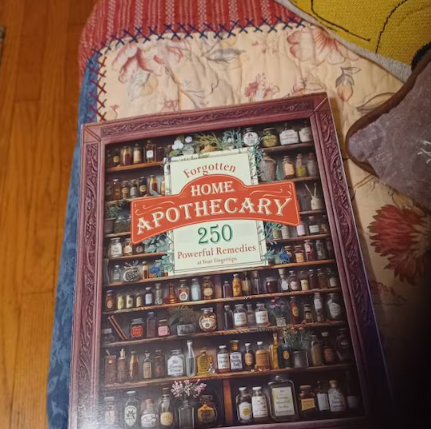 Forgotten
HOME
APOTHECARY
250
Powerful Remedies
at Your Fingertips